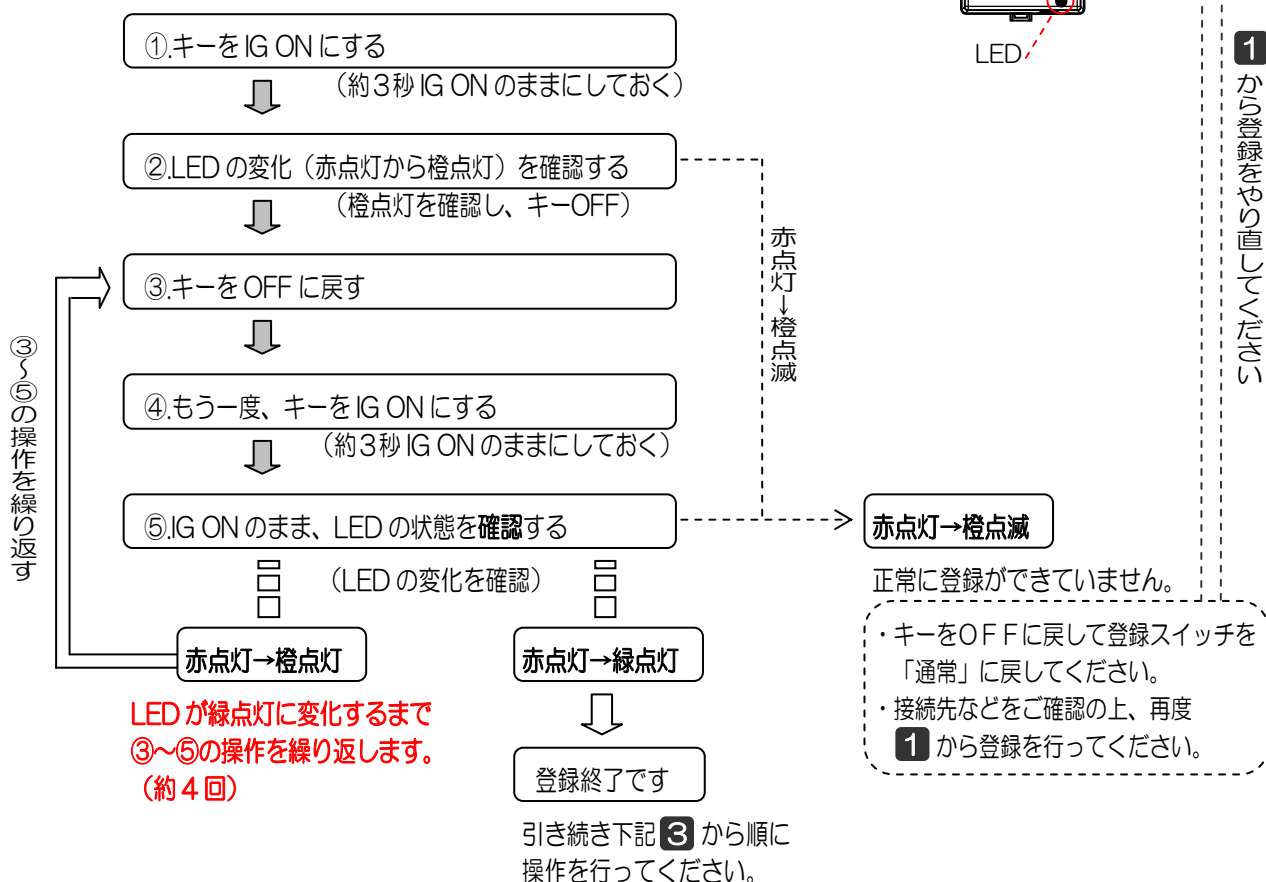 LED
①.キーをIG ONにする
（約３秒IG ONのままにしておく）
②.LEDの変化（赤点灯から橙点灯）を確認する
（橙点灯を確認し、キーOFF）
③.キーをOFFに戻す
④.もう一度、キーをIG ONにする
（約３秒IG ONのままにしておく）
⑤.IG ONのまま、LEDの状態を確認する
（LEDの変化を確認）
③～⑤の操作を繰り返す
赤点灯→橙点滅
1から登録をやり直してください
赤点灯→橙点灯
LEDが緑点灯に変化するまで
③～⑤の操作を繰り返します。
（約４回）
赤点灯→緑点灯
登録終了です
引き続き下記 3 から順に
操作を行ってください。
赤点灯→橙点滅
正常に登録ができていません。
・キーをＯＦＦに戻して登録スイッチを
「通常」に戻してください。
・接続先などをご確認の上、再度
1 から登録を行ってください。